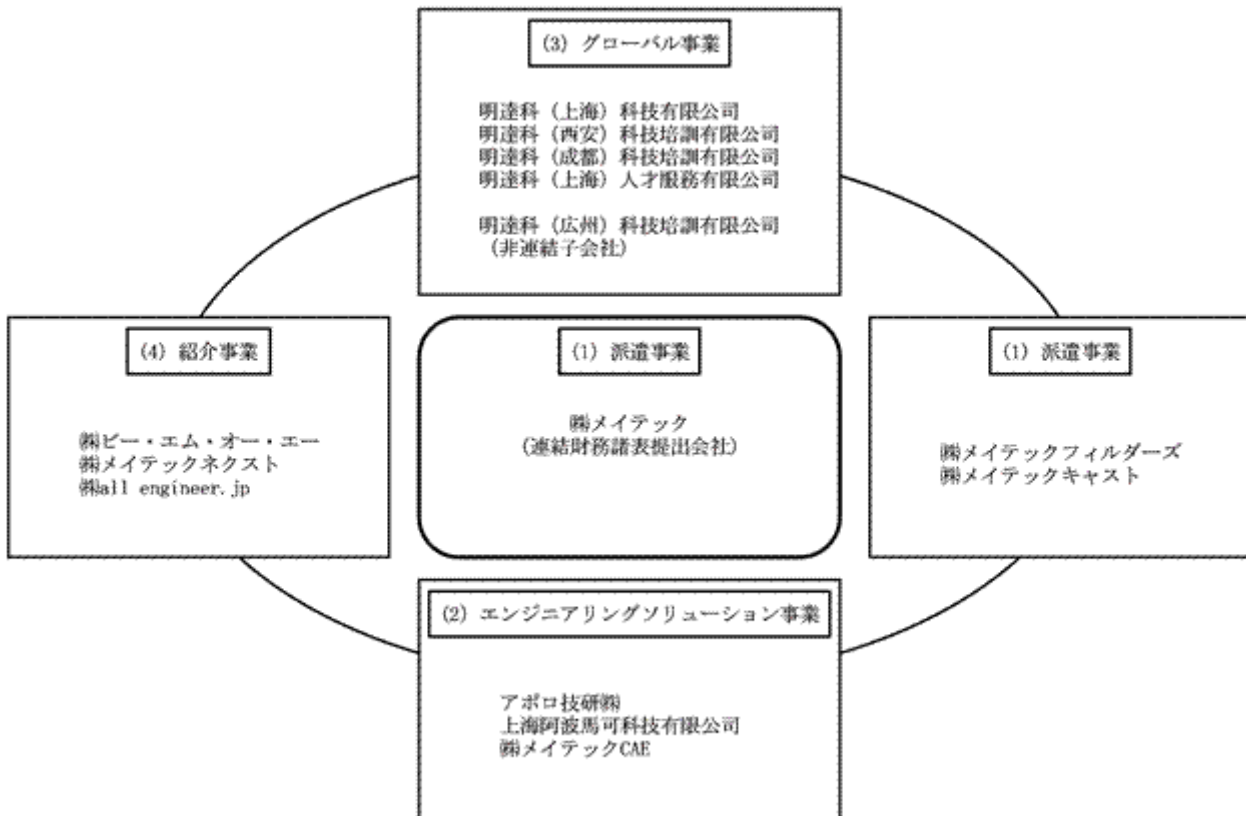 (3) グローバル事業
明達科（上海）科技有限公司
明達科（西安）科技培訓有限公司
明達科（成都）科技培訓有限公司
明達科（上海）人才服務有限公司
明達科（広州）科技培訓有限公司
（非連結子会社）
(4) 紹介事業
㈱ビー・エム・オー・エー
㈱メイテックネクスト
㈱all engineer.jp
(1) 派遣事業
㈱メイテック
（連結財務諸表提出会社）
(1) 派遣事業
㈱メイテックフィルダーズ
㈱メイテックキャスト
(2) エンジニアリングソリューション事業
アポロ技研㈱
上海阿波馬可科技有限公司
㈱メイテックCAE